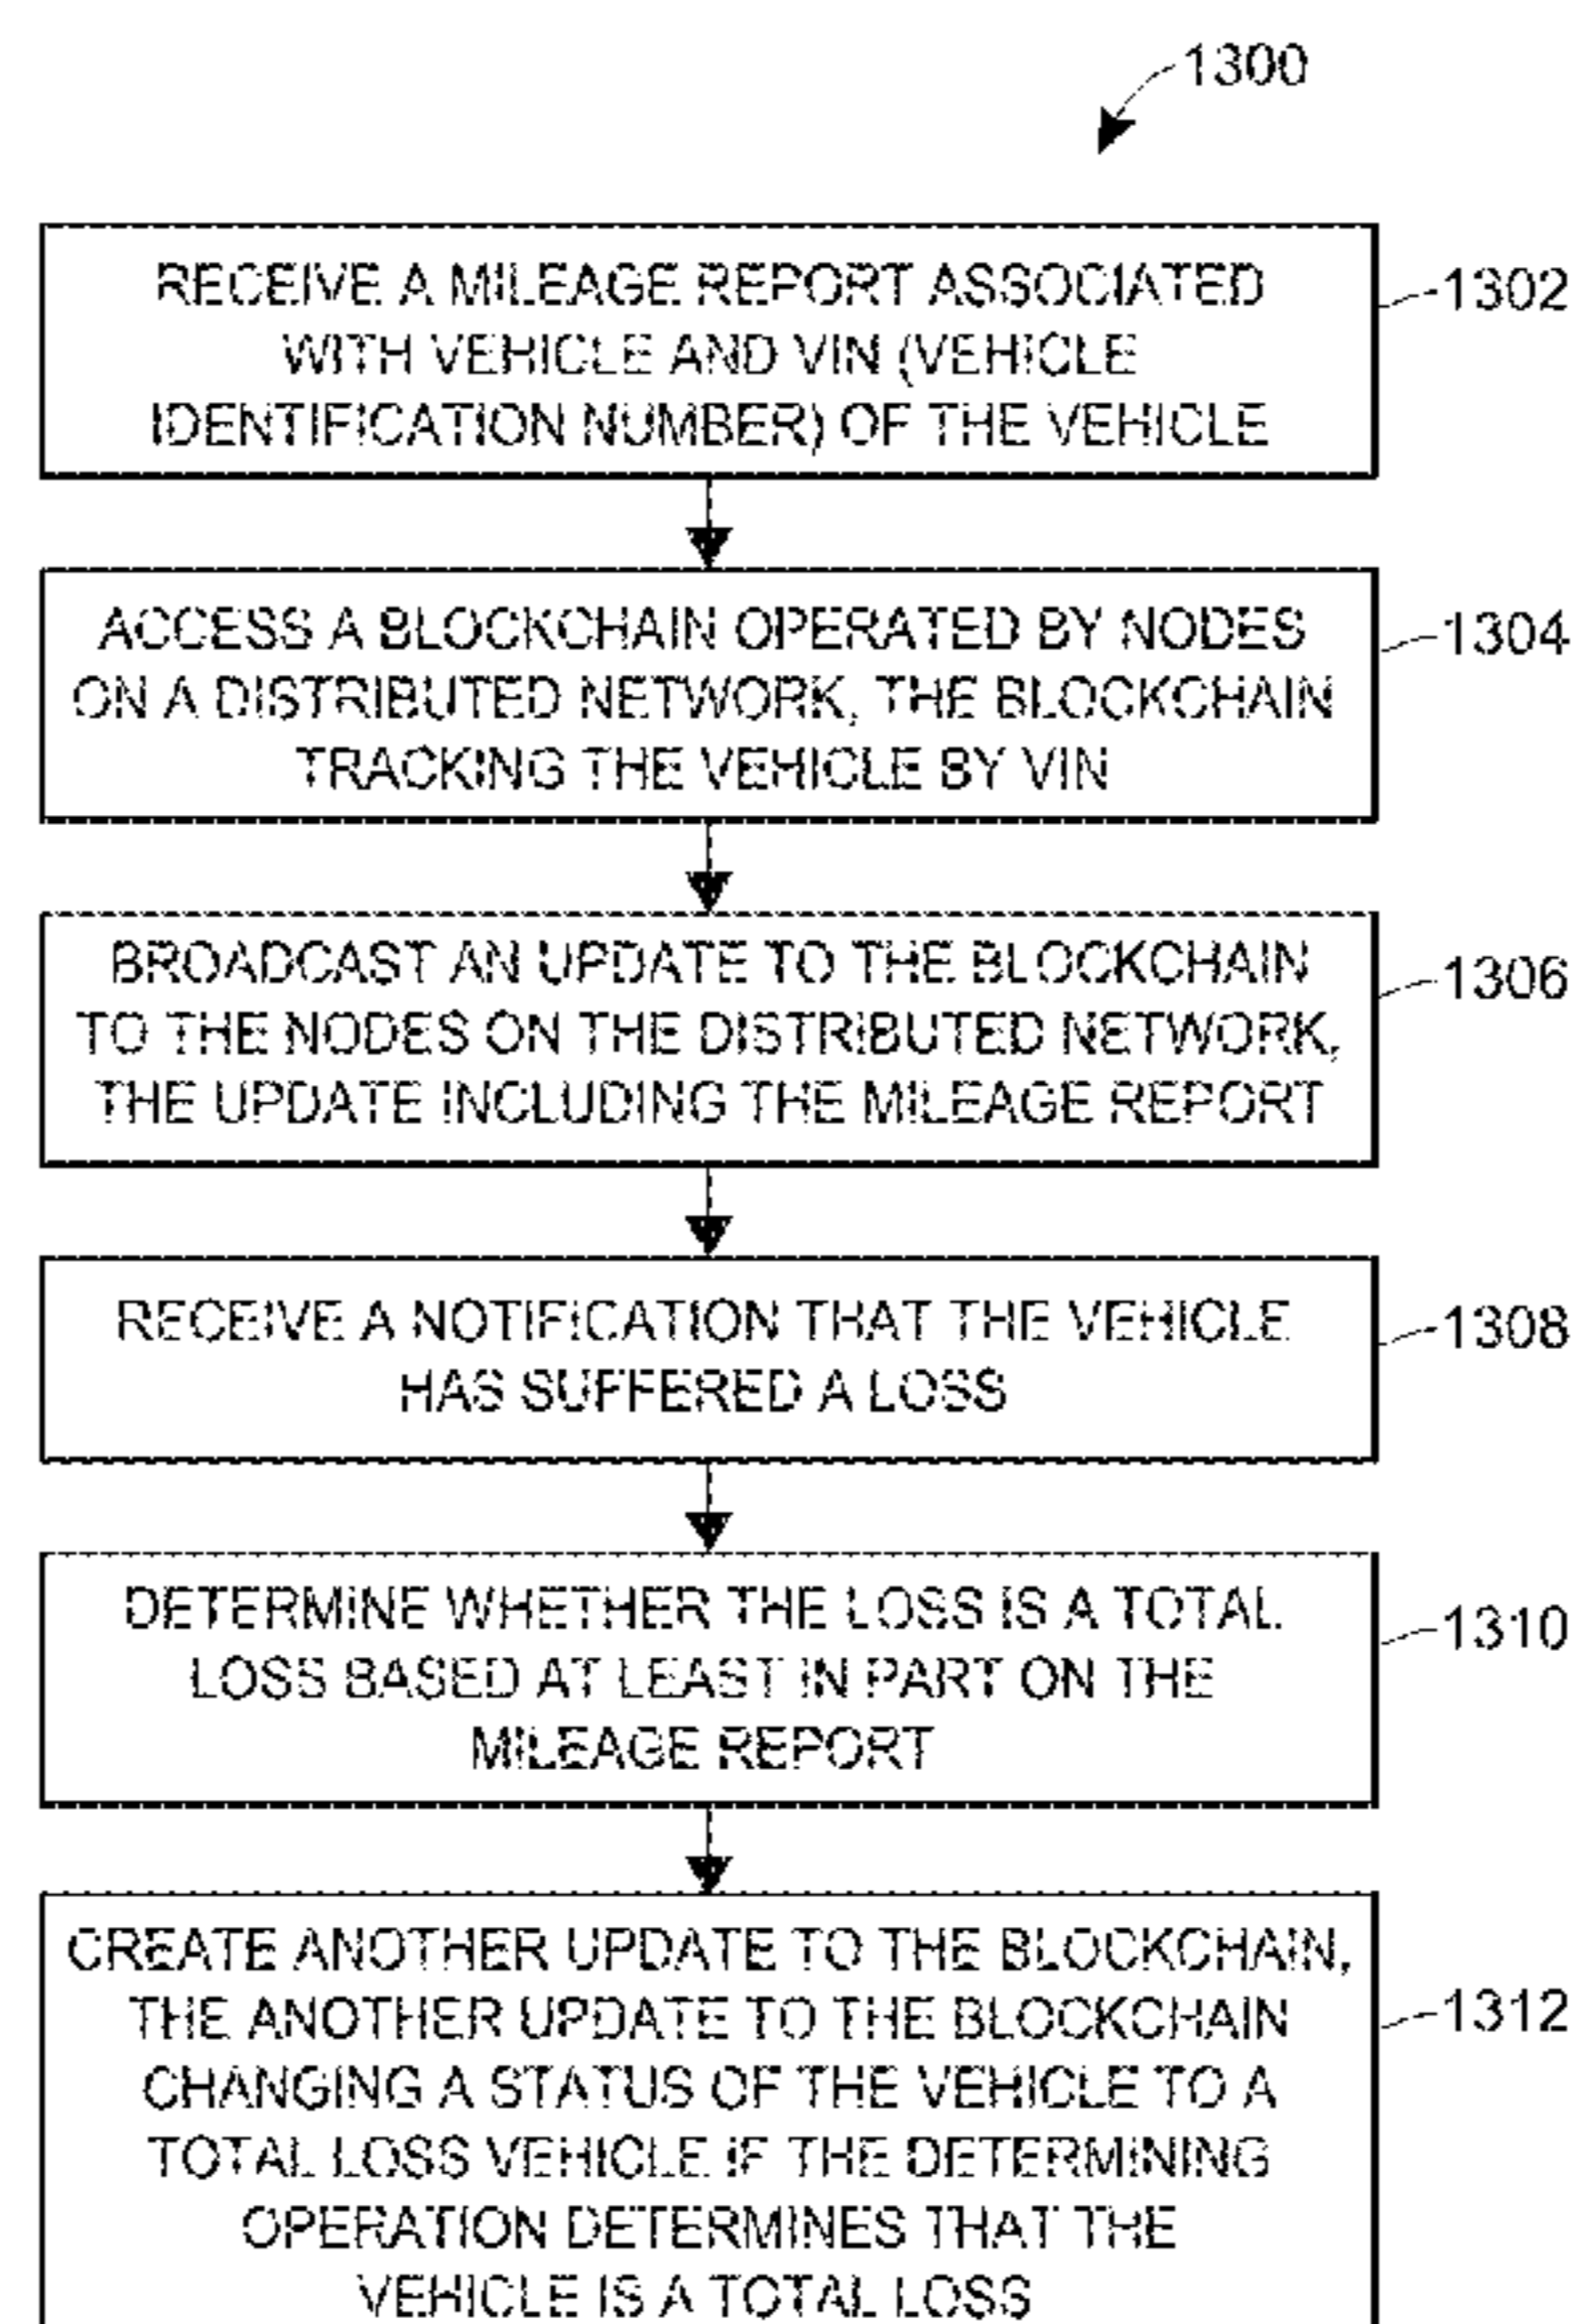 1300
RECEIVE A MILEAGE REPORT ASSOCIATED
WITH VEHICLE AND VIN (VEHICLE
IDENTIFICATION NUMBER) OF THE VEHICLE
1302
ACCESS A BLOCKCHAIN OPERATED BY NODES
ON A DISTRIBUTED NETWORK, THE BLOCKCHAIN
TRACKING THE VEHICLE BY VIN
1304
BROADCAST AN UPDATE TO THE BLOCKCHAIN
TO THE NODES ON THE DISTRIBUTED NETWORK,
THE UPDATE INCLUDING THE MILEAGE REPORT
1306
RECEIVE A NOTIFICATION THAT THE VEHICLE
HAS SUFFERED A LOSS
1308
DETERMINE WHETHER THE LOSS IS A TOTAL
LOSS BASED AT LEAST IN PART ON THE
MILEAGE REPORT
1310
CREATE ANOTHER UPDATE TO THE BLOCKCHAIN,
THE ANOTHER UPDATE TO THE BLOCKCHAIN
CHANGING A STATUS OF THE VEHICLE TO A
TOTAL LOSS VEHICLE IF THE DETERMINING
OPERATION DETERMINES THAT THE
VEHICLE IS A TOTAL LOSS
1312